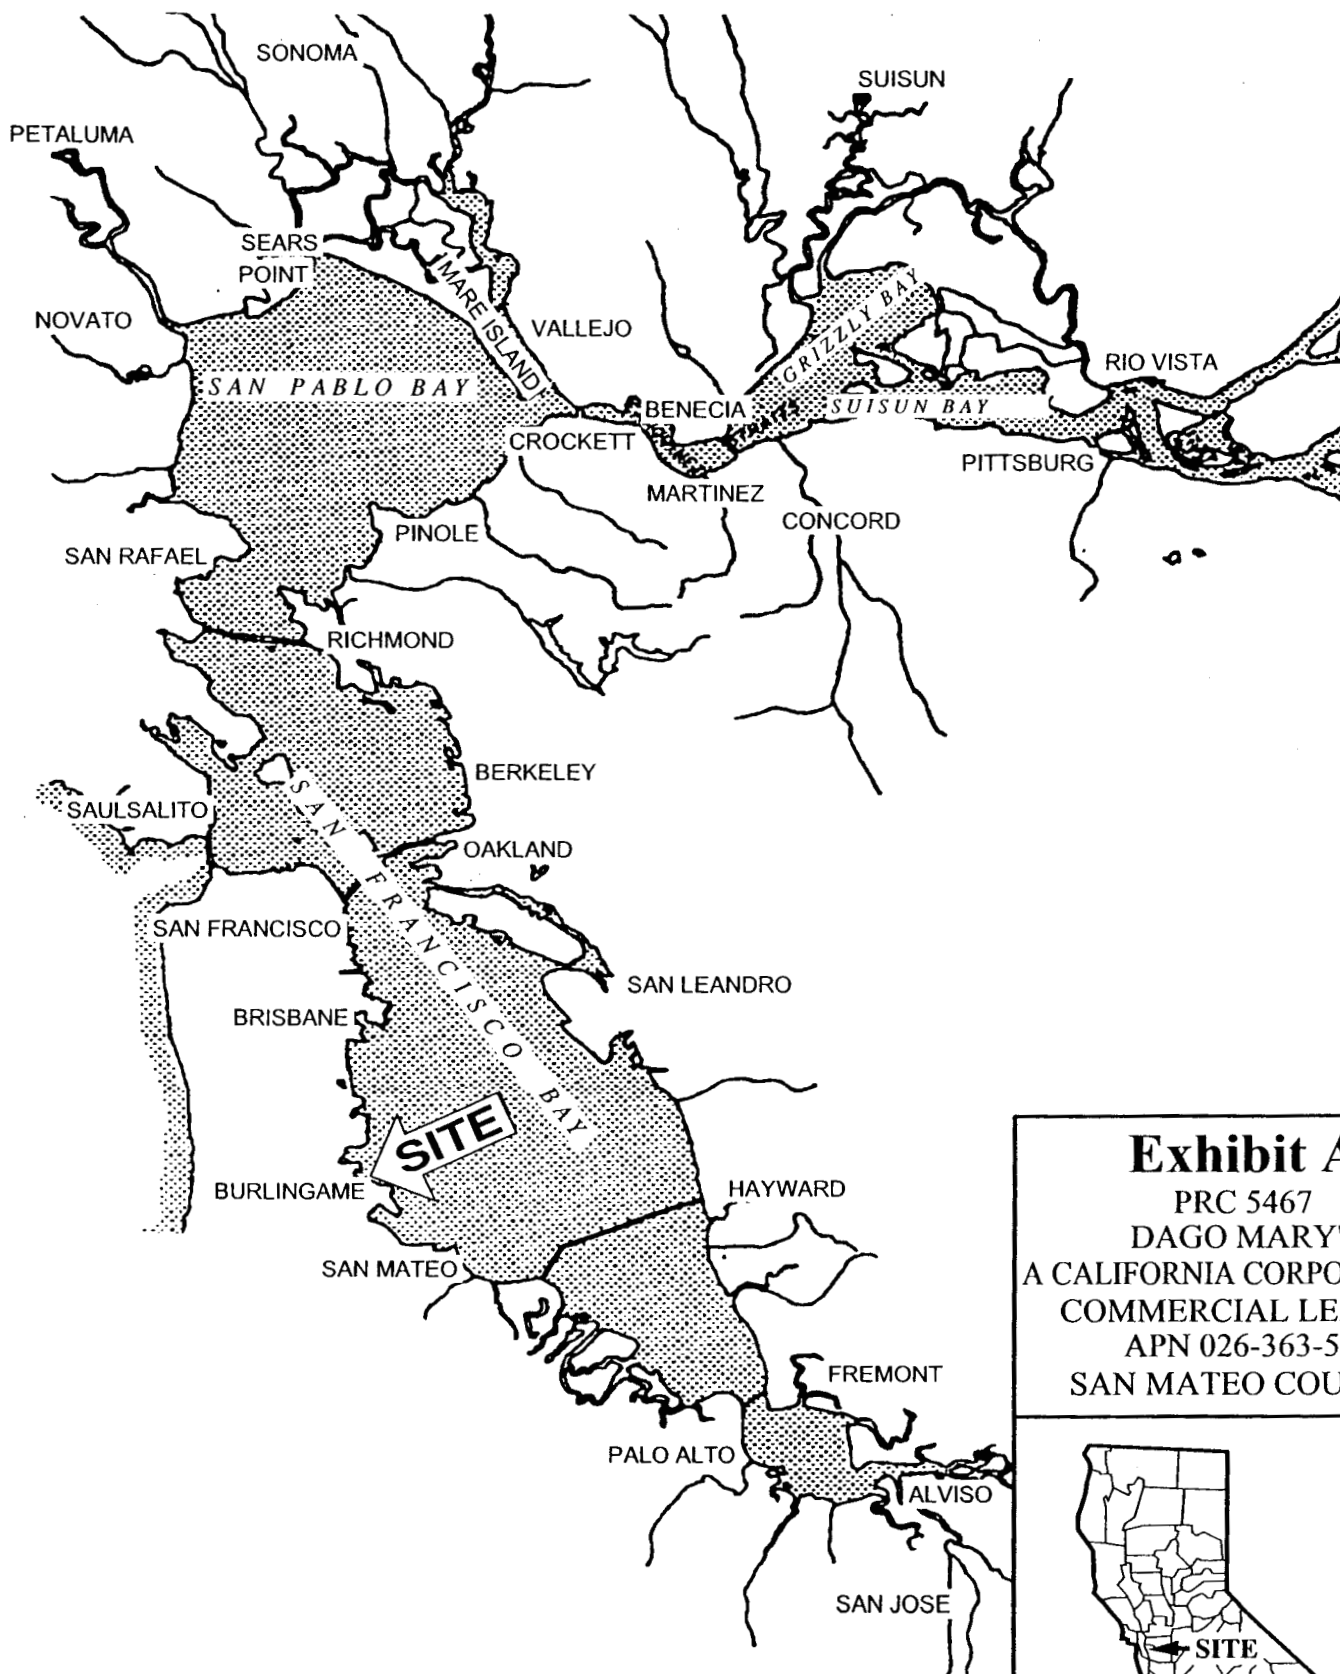 SONOMA
SUISUN
PETALUMA
SEARS
POINT
MARE ISLAND
NOVATO
VALLEJO
GRIZZLY BAY
RIO VISTA
SAN PABLO BAY
BENECIA
SUISUN BAY
STRAITS
CROCKETT
PITTSBURG
MARTINEZ
CONCORD
PINOLE
SAN RAFAEL
RICHMOND
BERKELEY
SAULSALITO
OAKLAND
SAN FRANCISCO BAY
SAN FRANCISCO
SAN LEANDRO
BRISBANE
SITE
BURLINGAME
HAYWARD
SAN MATEO
FREMONT
PALO ALTO
ALVISO
SAN JOSE
Exhibit A
PRC 5467
DAGO MARY'
A CALIFORNIA CORPO
COMMERCIAL LE
APN 026-363-5
SAN MATEO COU
SITE